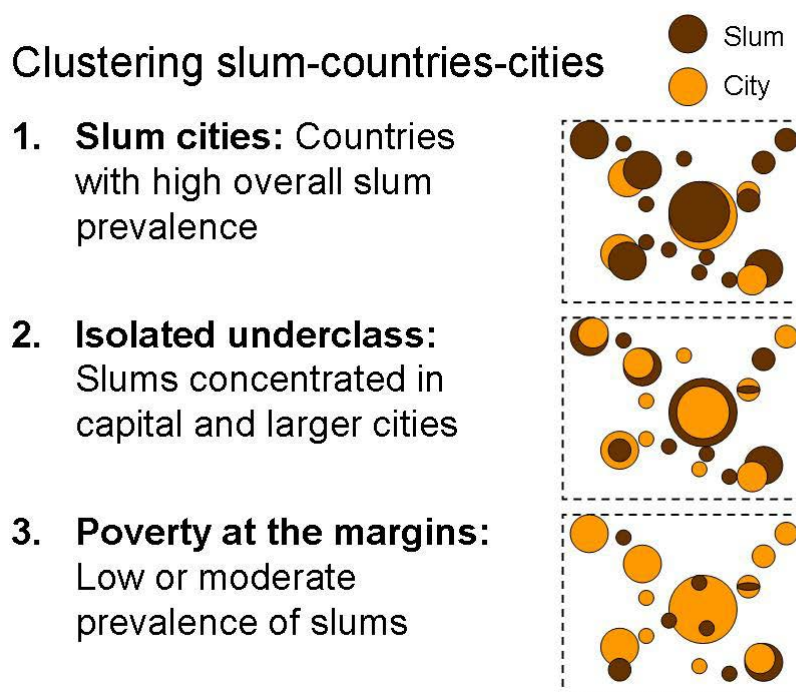 Clustering slum-countries-cities
Slum
City
1. Slum cities: Countries
with high overall slum
prevalence
2. Isolated underclass:
Slums concentrated in
capital and larger cities
3. Poverty at the margins:
Low or moderate
prevalence of slums